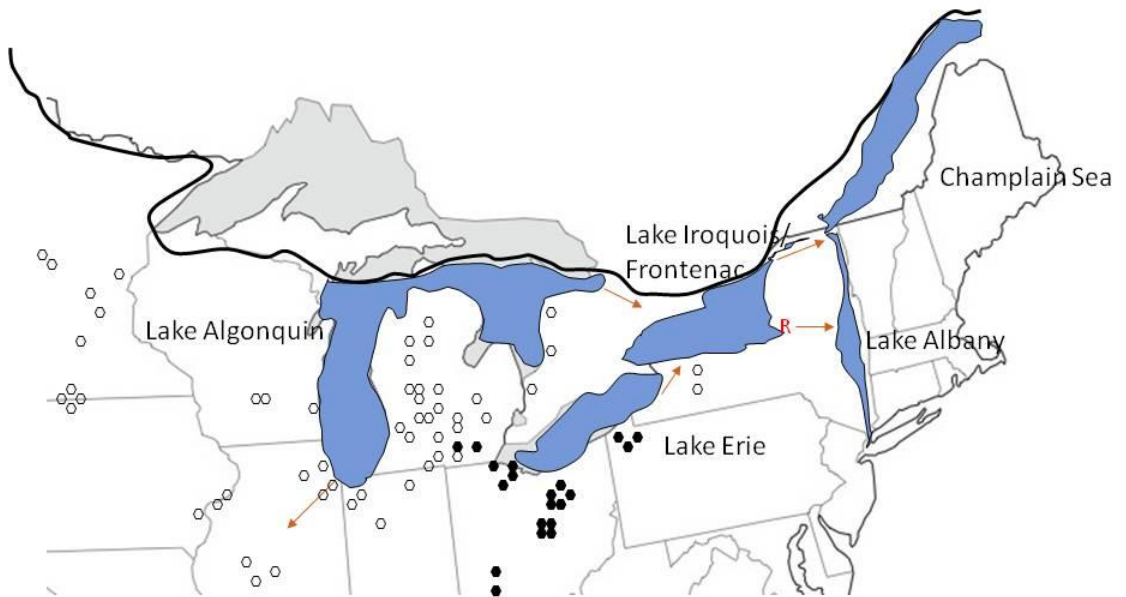 Champlain Sea
Lake Iroquois/
Frontenac
Lake Algonquin
R
Lake Albany
Lake Erie